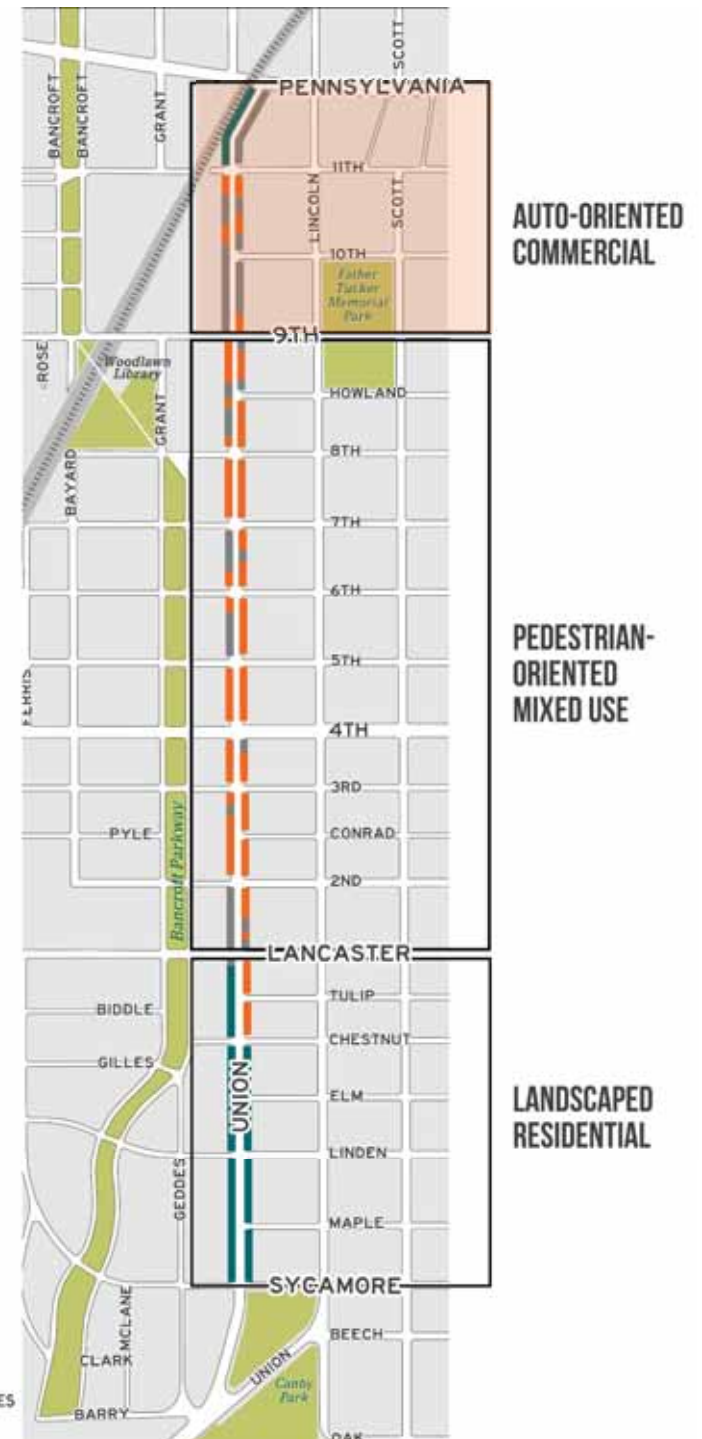 SCOTT
BANCROFT
BANCROFT
GRANT
PENNSYLVANIA
11TH
LINCOLN
SCOTT
AUTO-ORIENTED
COMMERCIAL
10TH
Father
Tucker
Memorial
Park
9TH
ROSE
Woodlawn
Library
HOWLAND
GRANT
8TH
BAYARD
7TH
6TH
PEDESTRIAN-
ORIENTED
MIXED USE
5TH
FERRIS
4TH
3RD
PYLE
CONRAD
Bancroft Parkway
2ND
LANCASTER
TULIP
BIDDLE
CHESTNUT
GILLES
UNION
ELM
LANDSCAPED
RESIDENTIAL
LINDEN
GEDDES
MAPLE
SYCAMORE
MCLANE
BEECH
CLARK
UNION
Canby
Park
ES
BARRY
OAK